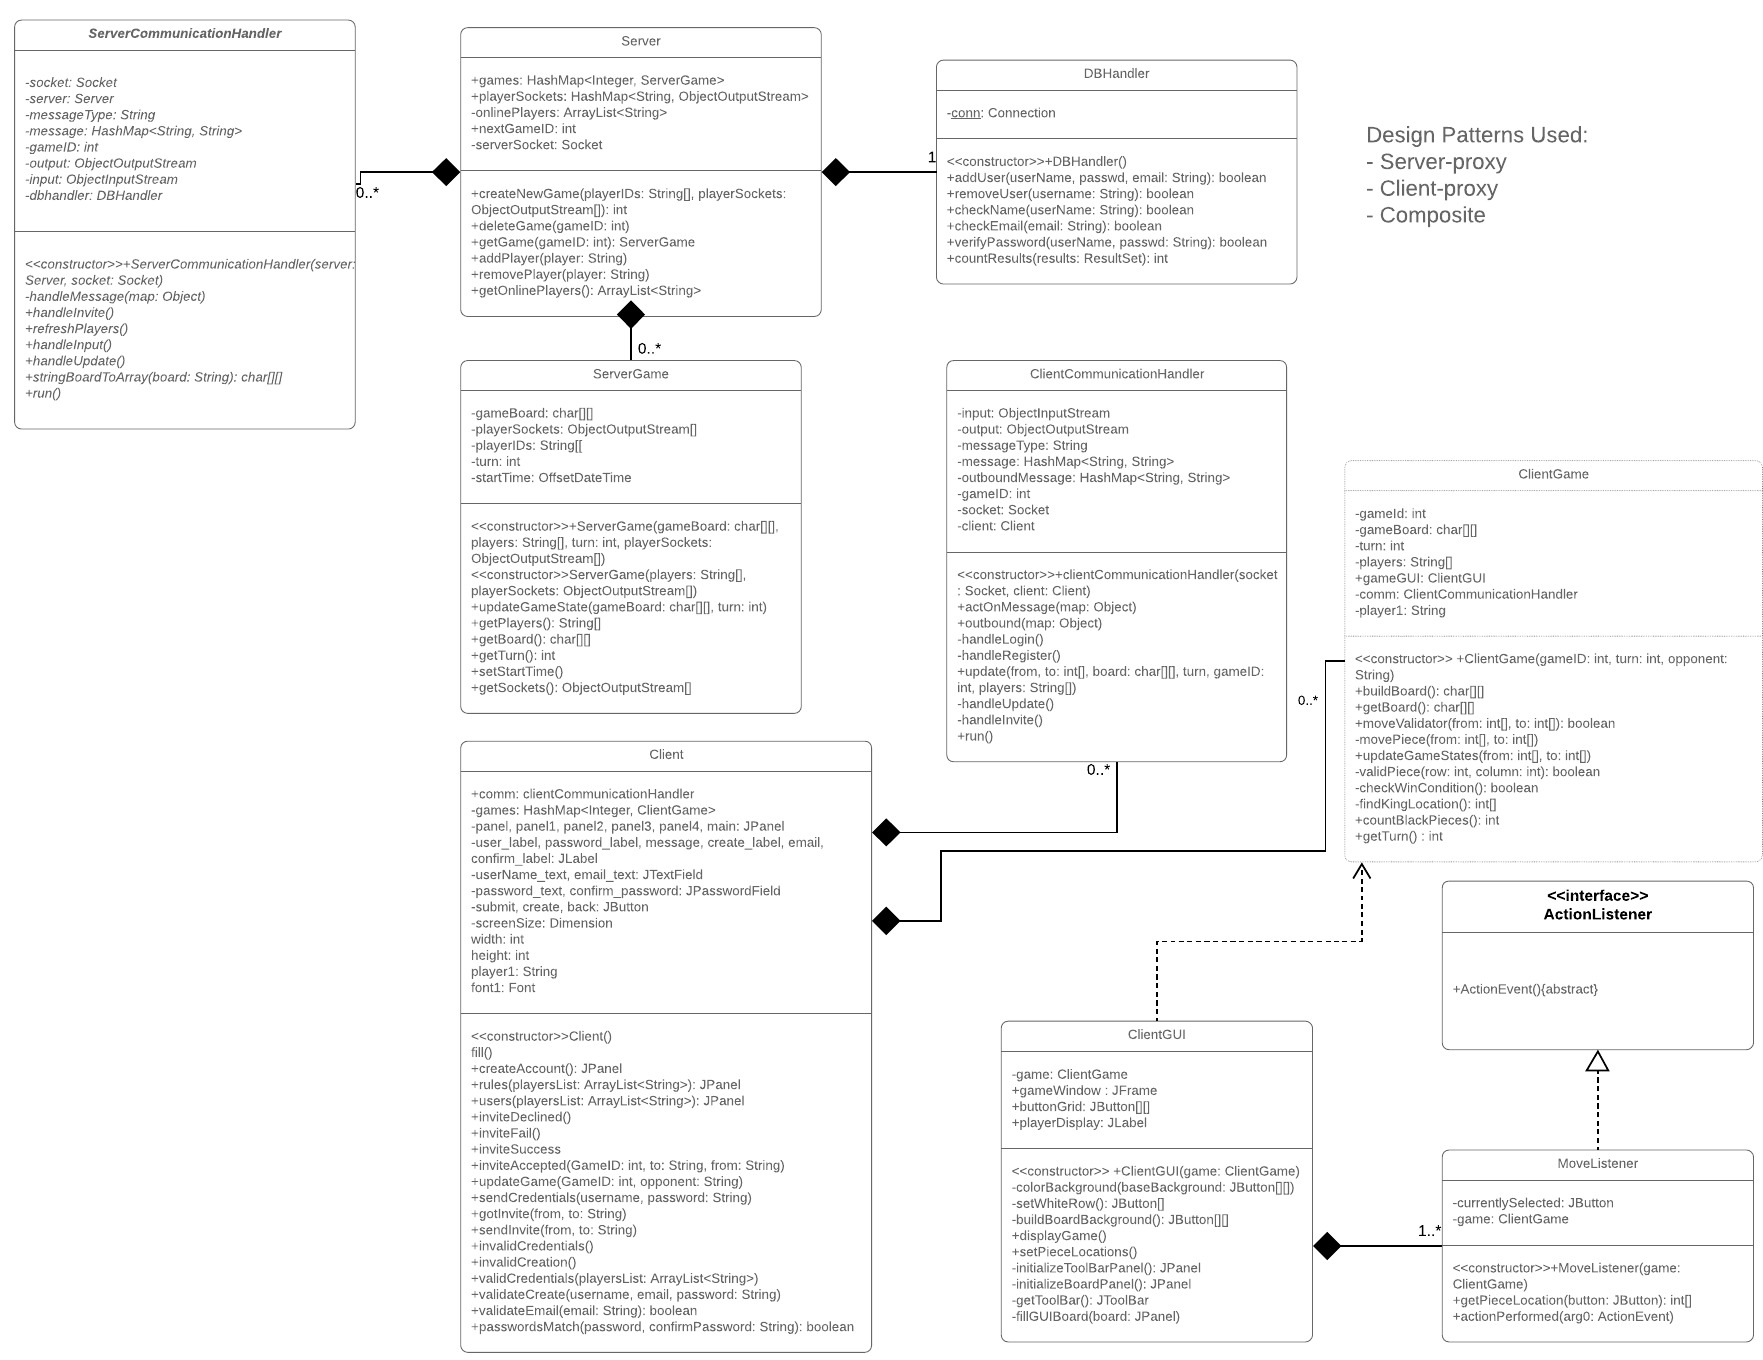 ServerCommunicationHandler
-socket: Socket
-server: Server
-messageType: String
-message: HashMap<String, String>
-gameID: int
-output: ObjectOutputStream
-input: ObjectInputStream
-dbhandler: DBHandler
<<constructor>>+ServerCommunicationHandler(server:
Server, socket: Socket)
-handleMessage(map: Object)
+handleInvite()
+refreshPlayers()
+handleInput()
+handleUpdate()
+stringBoardToArray(board: String): char[][]
+run()
0..*
Server
+games: HashMap<Integer, ServerGame>
+playerSockets: HashMap<String, ObjectOutputStream>
-onlinePlayers: ArrayList<String>
+nextGameID: int
-serverSocket: Socket
+createNewGame(playerIDs: String[], playerSockets:
ObjectOutputStream[]): int
+deleteGame(gameID: int)
+getGame(gameID: int): ServerGame
+addPlayer(player: String)
+removePlayer(player: String)
+getOnlinePlayers(): ArrayList<String>
1
DBHandler
-conn: Connection
<<constructor>>+DBHandler()
+addUser(userName, passwd, email: String): boolean
+removeUser(username: String): boolean
+checkName(userName: String): boolean
+checkEmail(email: String): boolean
+verifyPassword(userName, passwd: String): boolean
+countResults(results: ResultSet): int
Design Patterns Used:
- Server-proxy
- Client-proxy
- Composite
0..*
ServerGame
-gameBoard: char[][]
-playerSockets: ObjectOutputStream[]
-playerIDs: String[[
-turn: int
-startTime: OffsetDateTime
<<constructor>>+ServerGame(gameBoard: char[][],
players: String[], turn: int, playerSockets:
ObjectOutputStream[])
<<constructor>>ServerGame(players: String[],
playerSockets: ObjectOutputStream[])
+updateGameState(gameBoard: char[][], turn: int)
+getPlayers(): String[]
+getBoard(): char[][]
+getTurn(): int
+setStartTime()
+getSockets(): ObjectOutputStream[]
ClientCommunicationHandler
-input: ObjectInputStream
-output: ObjectOutputStream
-messageType: String
-message: HashMap<String, String>
-outboundMessage: HashMap<String, String>
-gameID: int
-socket: Socket
-client: Client
<<constructor>>+clientCommunicationHandler(socket
: Socket, client: Client)
+actOnMessage(map: Object)
+outbound(map: Object)
-handleLogin()
-handleRegister()
+update(from, to: int[], board: char[][], turn, gameID:
int, players: String[])
-handleUpdate()
-handleInvite()
+run()
0..*
0..*
ClientGame
-gameId: int
-gameBoard: char[][]
-turn: int
-players: String[]
+gameGUI: ClientGUI
-comm: ClientCommunicationHandler
-player1: String
<<constructor>> +ClientGame(gameID: int, turn: int, opponent:
String)
+buildBoard(): char[][]
+getBoard(): char[][]
+moveValidator(from: int[], to: int[]): boolean
-movePiece(from: int[], to: int[])
+updateGameStates(from: int[], to: int[])
-validPiece(row: int, column: int): boolean
-checkWinCondition(): boolean
-findKingLocation(): int[]
+countBlackPieces(): int
+getTurn() : int
Client
+comm: clientCommunicationHandler
-games: HashMap<Integer, ClientGame>
-panel, panel1, panel2, panel3, panel4, main: JPanel
-user_label, password_label, message, create_label, email,
confirm_label: JLabel
-userName_text, email_text: JTextField
-password_text, confirm_password: JPasswordField
-submit, create, back: JButton
-screenSize: Dimension
width: int
height: int
player1: String
font1: Font
<<constructor>>Client()
fill()
+createAccount(): JPanel
+rules(playersList: ArrayList<String>): JPanel
+users(playersList: ArrayList<String>): JPanel
+inviteDeclined()
+inviteFail()
+inviteSuccess
+inviteAccepted(GameID: int, to: String, from: String)
+updateGame(GameID: int, opponent: String)
+sendCredentials(username, password: String)
+gotInvite(from, to: String)
+sendInvite(from, to: String)
+invalidCredentials()
+invalidCreation()
+validCredentials(playersList: ArrayList<String>)
+validateCreate(username, email, password: String)
+validateEmail(email: String): boolean
+passwordsMatch(password, confirmPassword: String): boolean
<<interface>>
ActionListener
+ActionEvent(){abstract}
ClientGUI
-game: ClientGame
+gameWindow : JFrame
+buttonGrid: JButton[][]
+playerDisplay: JLabel
<<constructor>> +ClientGUI(game: ClientGame)
-colorBackground(baseBackground: JButton[][])
-setWhiteRow(): JButton[]
-buildBoardBackground(): JButton[][]
+displayGame()
+setPieceLocations()
-initializeToolBarPanel(): JPanel
-initializeBoardPanel(): JPanel
-getToolBar(): JToolBar
-fillGUIBoard(board: JPanel)
1..*
MoveListener
-currentlySelected: JButton
-game: ClientGame
<<constructor>>+MoveListener(game:
ClientGame)
+getPieceLocation(button: JButton): int[]
+actionPerformed(arg0: ActionEvent)